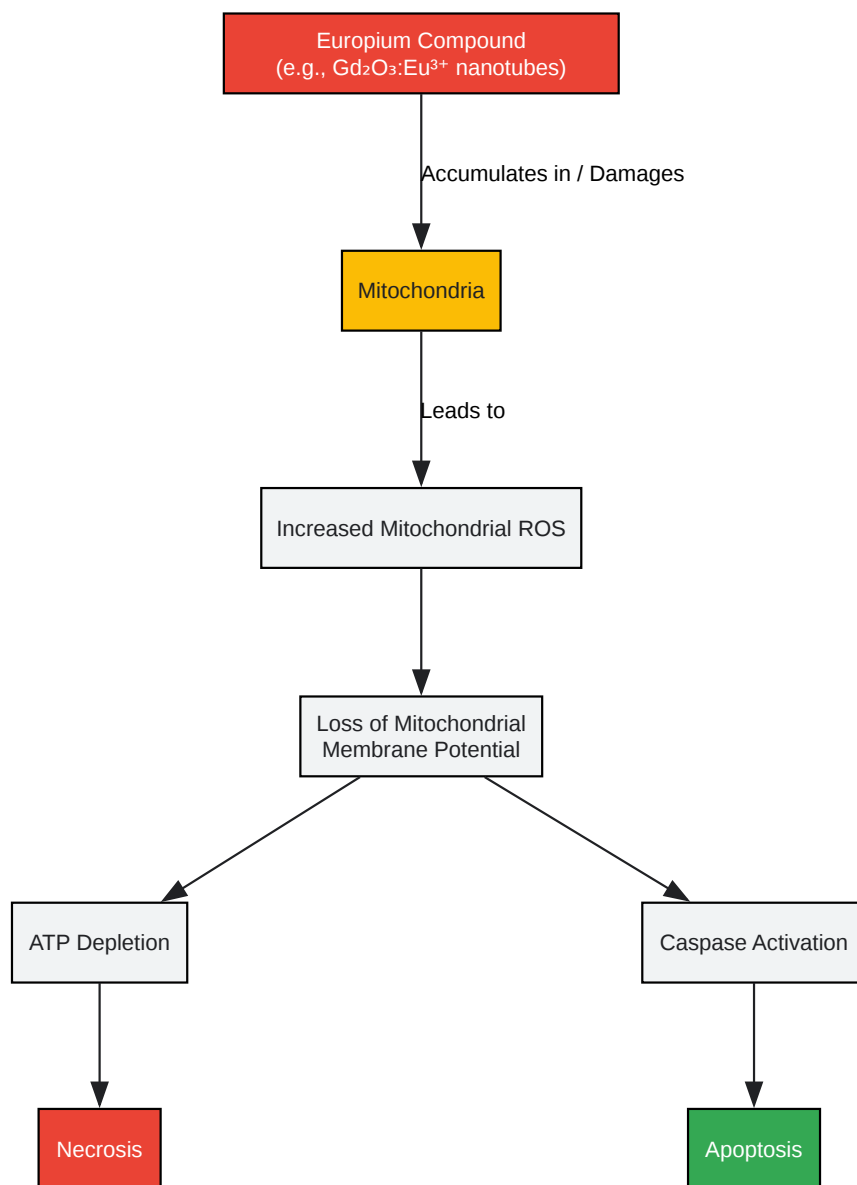 Europium Compound
(e.g., Gd₂O₃:Eu³⁺ nanotubes)
Accumulates in / Damages
Mitochondria
Leads to
Increased Mitochondrial ROS
Loss of Mitochondrial
Membrane Potential
ATP Depletion
Caspase Activation
Necrosis
Apoptosis